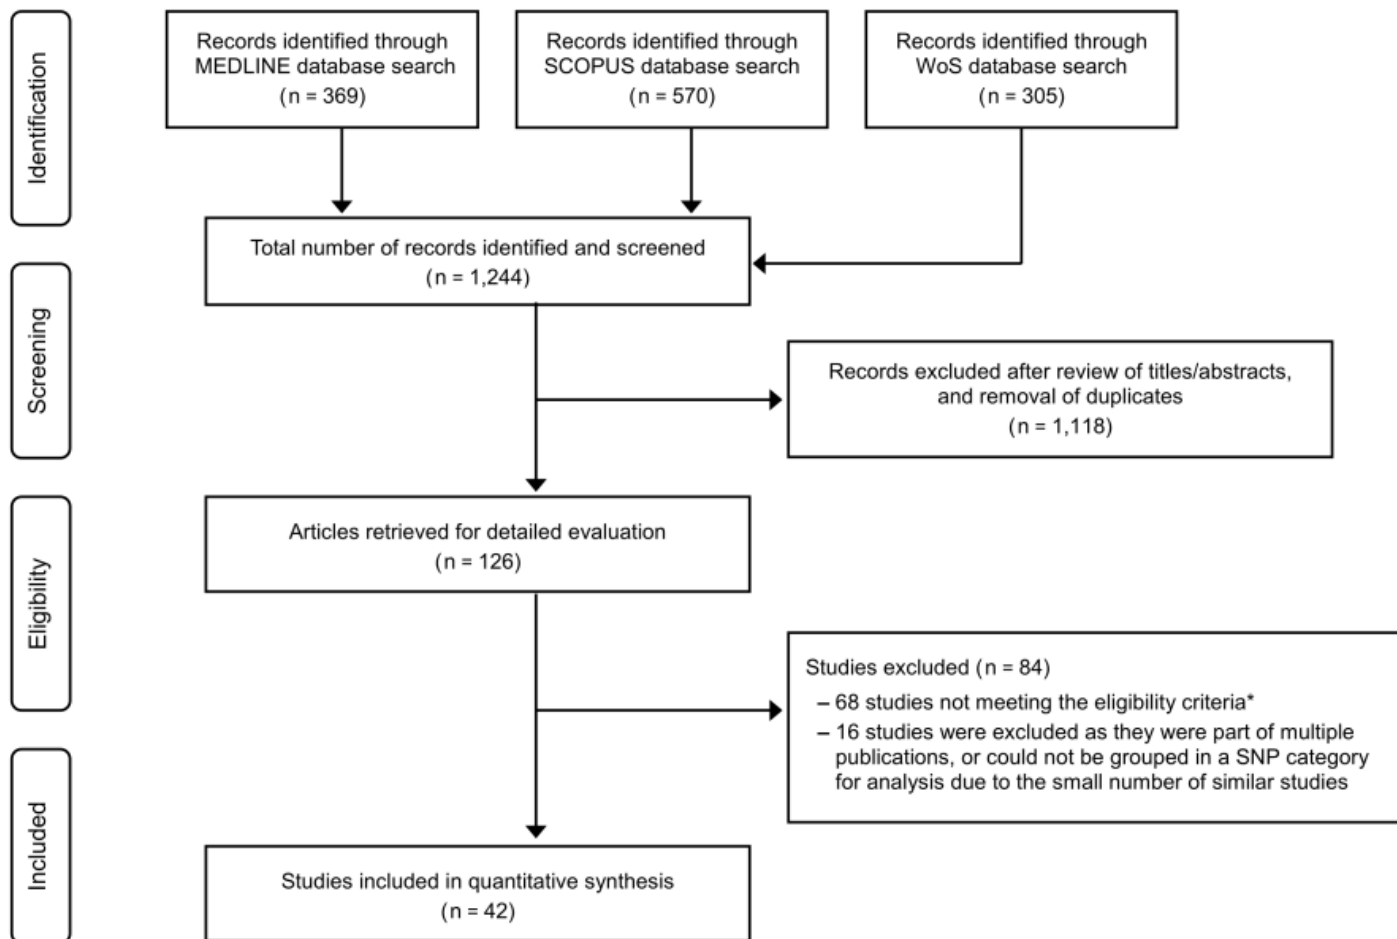 Identification
Records identified through
MEDLINE database search
(n = 369)
Records identified through
SCOPUS database search
(n = 570)
Records identified through
WoS database search
(n = 305)
Total number of records identified and screened
(n = 1,244)
Screening
Records excluded after review of titles/abstracts,
and removal of duplicates
(n = 1,118)
Eligibility
Articles retrieved for detailed evaluation
(n = 126)
Studies excluded (n = 84)
– 68 studies not meeting the eligibility criteria*
– 16 studies were excluded as they were part of multiple
publications, or could not be grouped in a SNP category
for analysis due to the small number of similar studies
Included
Studies included in quantitative synthesis
(n = 42)